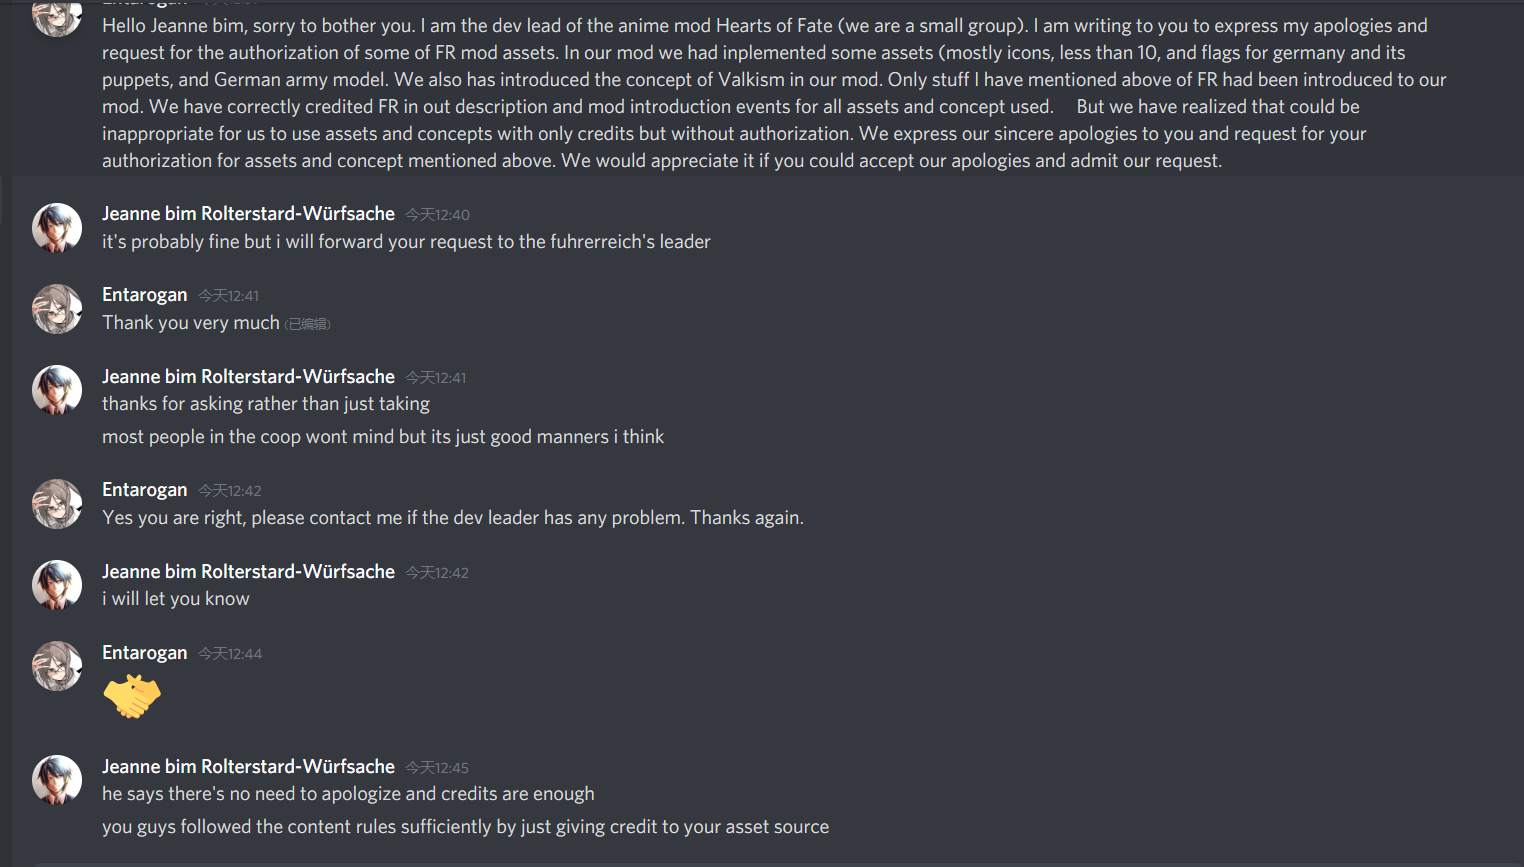 Entarogan
Hello Jeanne bim, sorry to bother you. I am the dev lead of the anime mod Hearts of Fate (we are a small group). I am writing to you to express my apologies and
request for the authorization of some of FR mod assets. In our mod we had inplemented some assets (mostly icons, less than 10, and flags for germany and its
puppets, and German army model. We also has introduced the concept of Valkism in our mod. Only stuff I have mentioned above of FR had been introduced to our
mod. We have correctly credited FR in out description and mod introduction events for all assets and concept used. But we have realized that could be
inappropriate for us to use assets and concepts with only credits but without authorization. We express our sincere apologies to you and request for your
authorization for assets and concept mentioned above. We would appreciate it if you could accept our apologies and admit our request.
Jeanne bim Rolterstard-Würfsache 今天12:40
it's probably fine but i will forward your request to the fuhrerreich's leader
Entarogan 今天12:41
Thank you very much (已编辑)
Jeanne bim Rolterstard-Würfsache 今天12:41
thanks for asking rather than just taking
most people in the coop wont mind but its just good manners i think
Entarogan 今天12:42
Yes you are right, please contact me if the dev leader has any problem. Thanks again.
Jeanne bim Rolterstard-Würfsache 今天12:42
i will let you know
Entarogan 今天12:44
Jeanne bim Rolterstard-Würfsache 今天12:45
he says there's no need to apologize and credits are enough
you guys followed the content rules sufficiently by just giving credit to your asset source